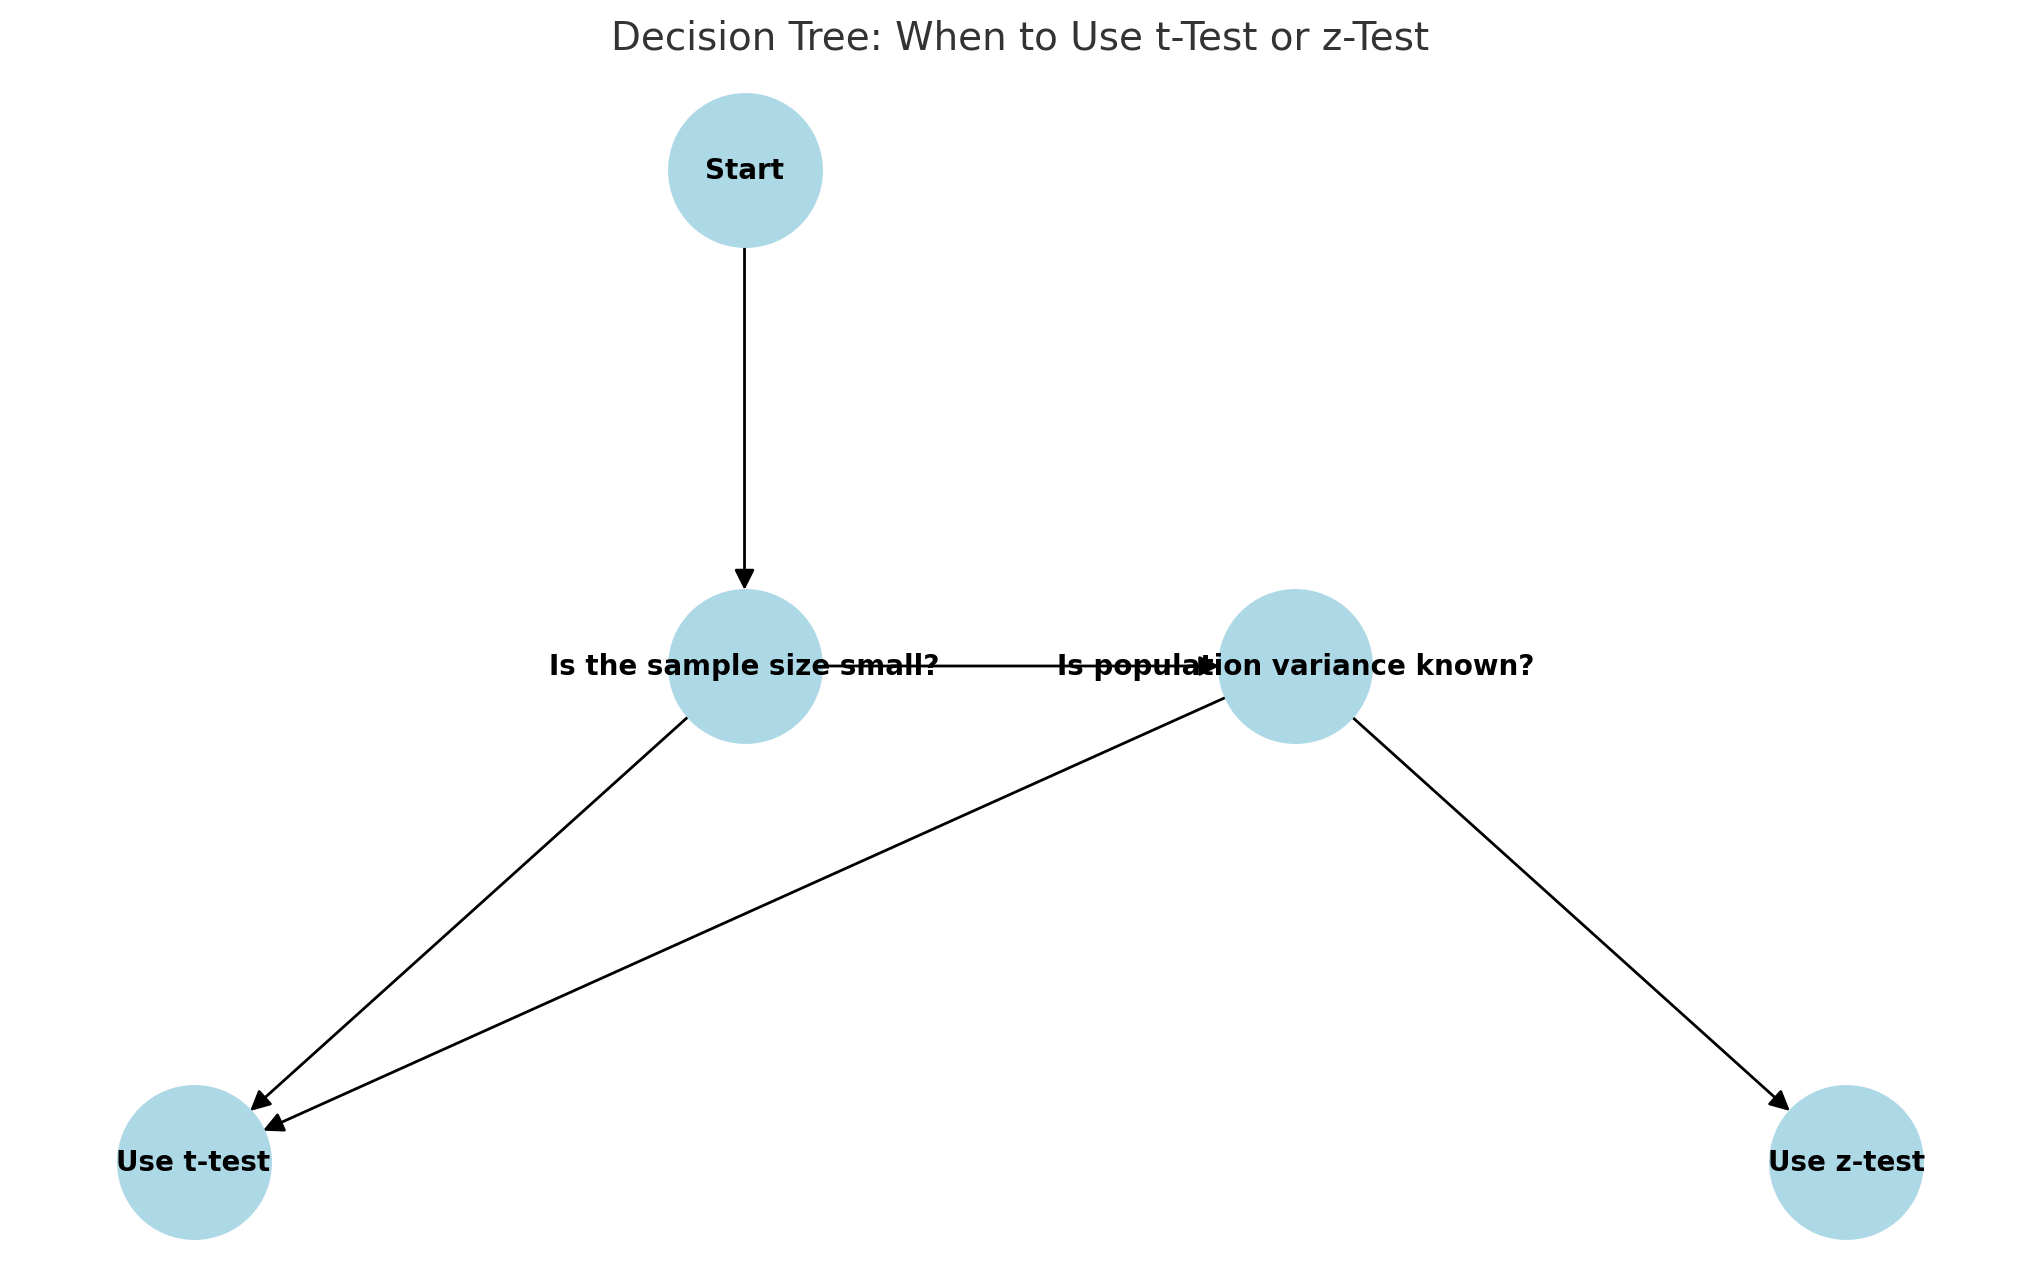 Decision Tree: When to Use t-Test or z-Test
Start
Is the sample size small?
Is population variance known?
Use t-test
Use z-test